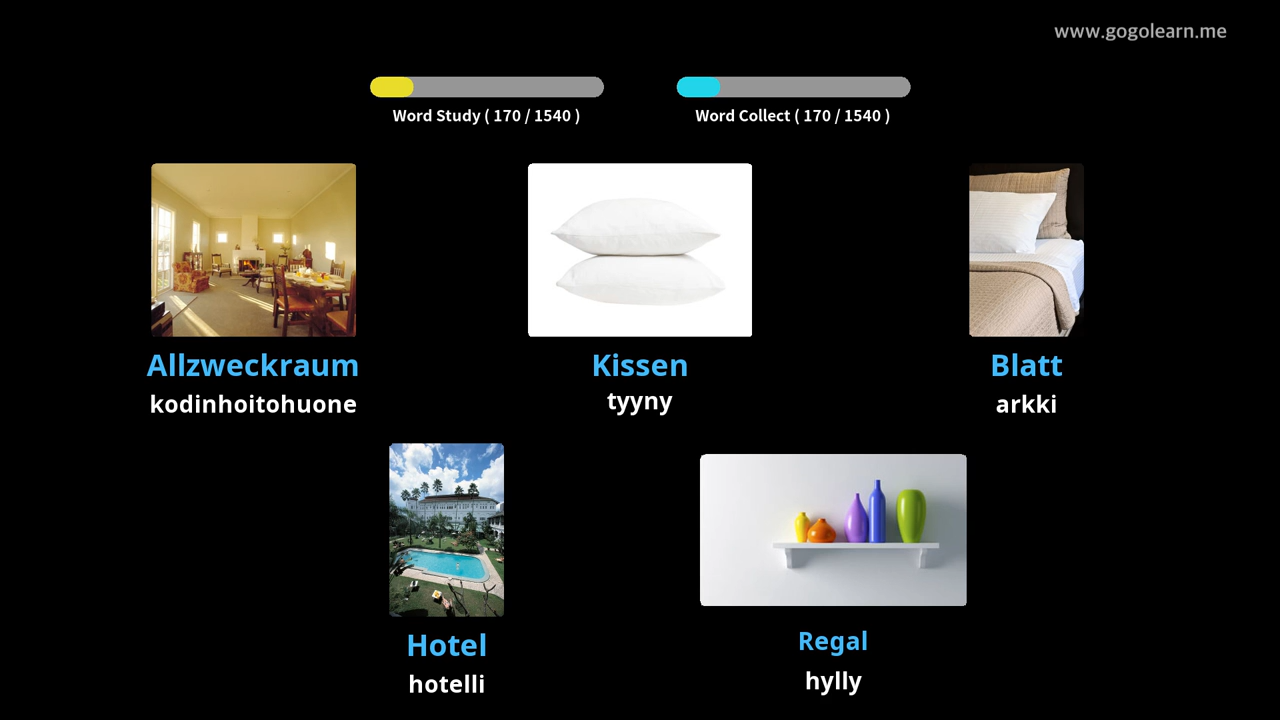 www.gogolearn.me
Word Study ( 170 / 1540 )
Word Collect ( 170 / 1540 )
Allzweckraum
kodinhoitohuone
Kissen
tyyny
Blatt
arkki
Hotel
hotelli
Regal
hylly